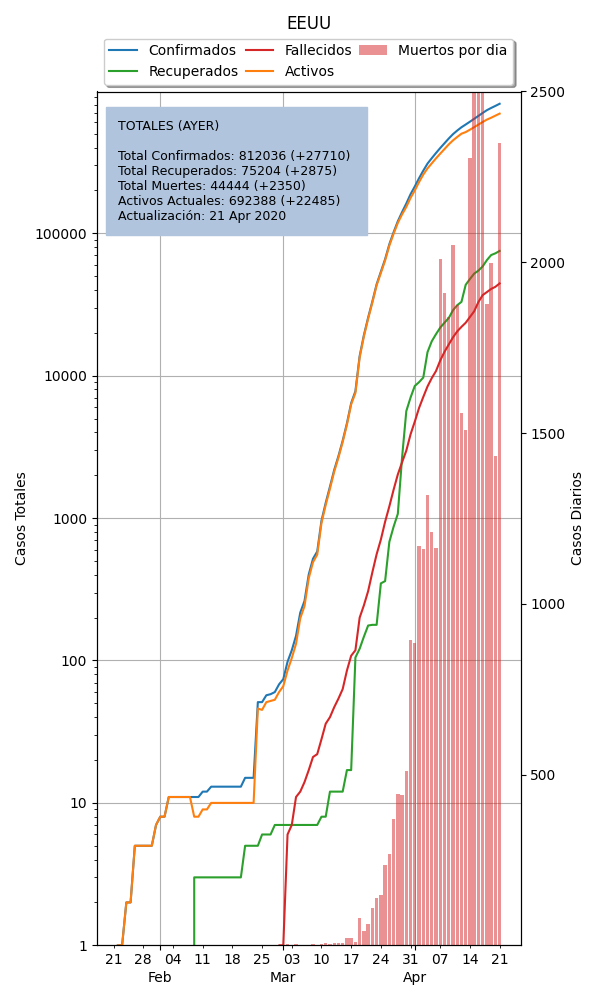 EEUU
Confirmados
Recuperados
Fallecidos
Activos
Muertos por dia
TOTALES (AYER)
Total Confirmados: 812036 (+27710)
Total Recuperados: 75204 (+2875)
Total Muertes: 44444 (+2350)
Activos Actuales: 692388 (+22485)
Actualización: 21 Apr 2020
Casos Totales
100000
10000
1000
100
10
1
Casos Diarios
2500
2000
1500
1000
500
21 28 04 11 18 25 03 10 17 24 31 07 14 21
Feb Mar Apr